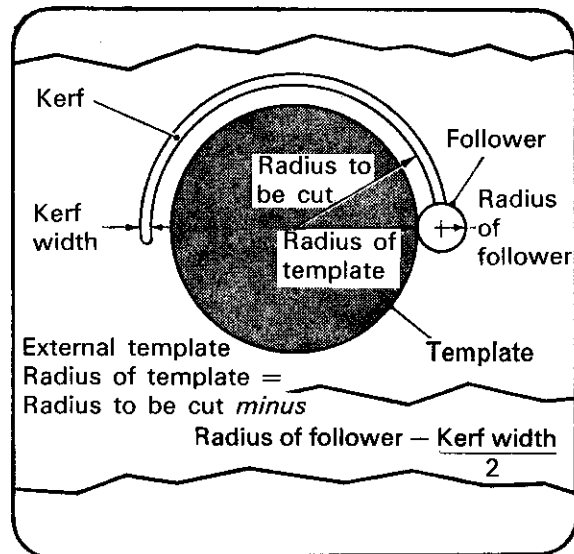 Kerf
Follower
Radius to
be cut
Kerf
width
Radius of
template
Radius
of
follower
External template
Radius of template =
Radius to be cut minus
Template
Radius of follower — Kerf width
2